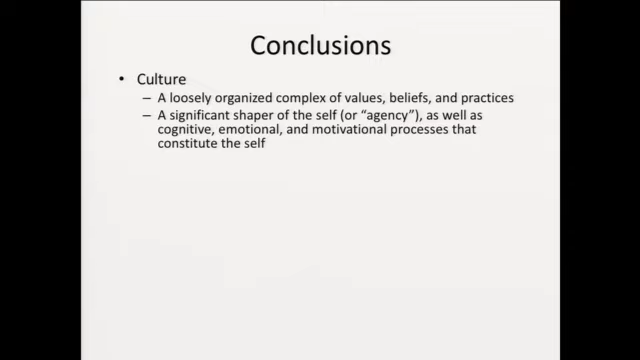 Conclusions
• Culture
– A loosely organized complex of values, beliefs, and practices
– A significant shaper of the self (or “agency”), as well as
cognitive, emotional, and motivational processes that
constitute the self